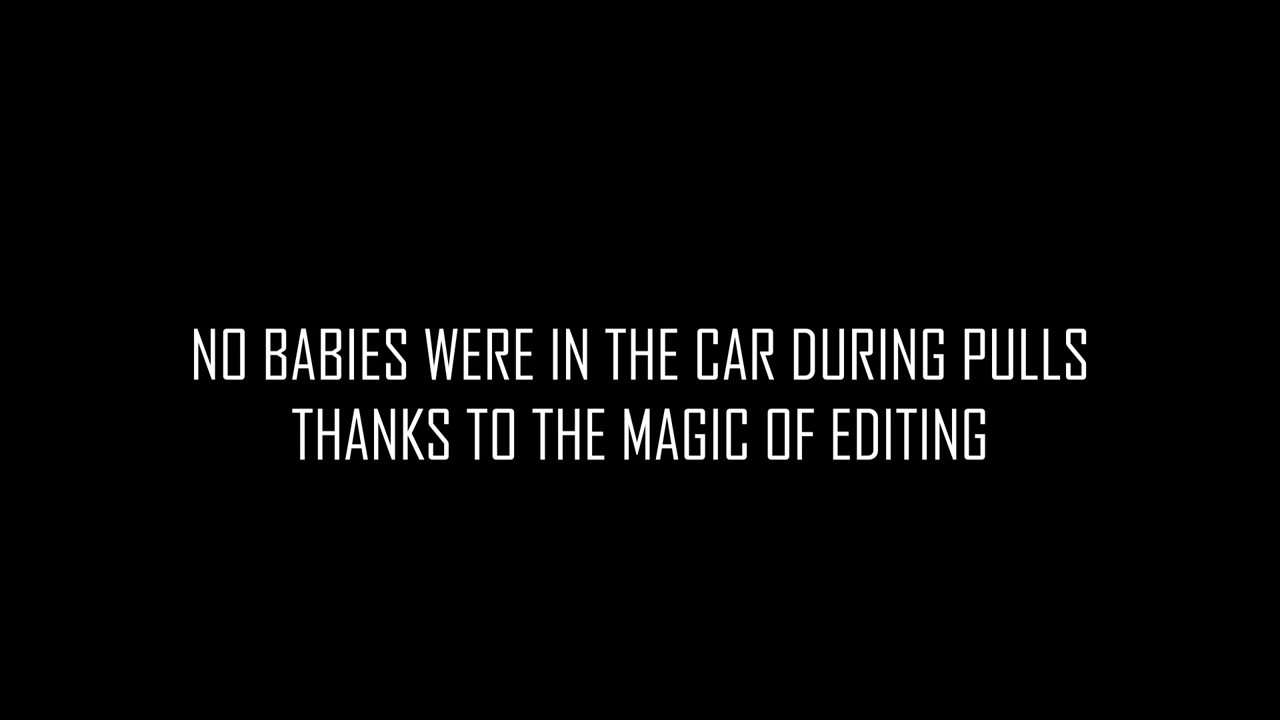 NO BABIES WERE IN THE CAR DURING PULLS
THANKS TO THE MAGIC OF EDITING